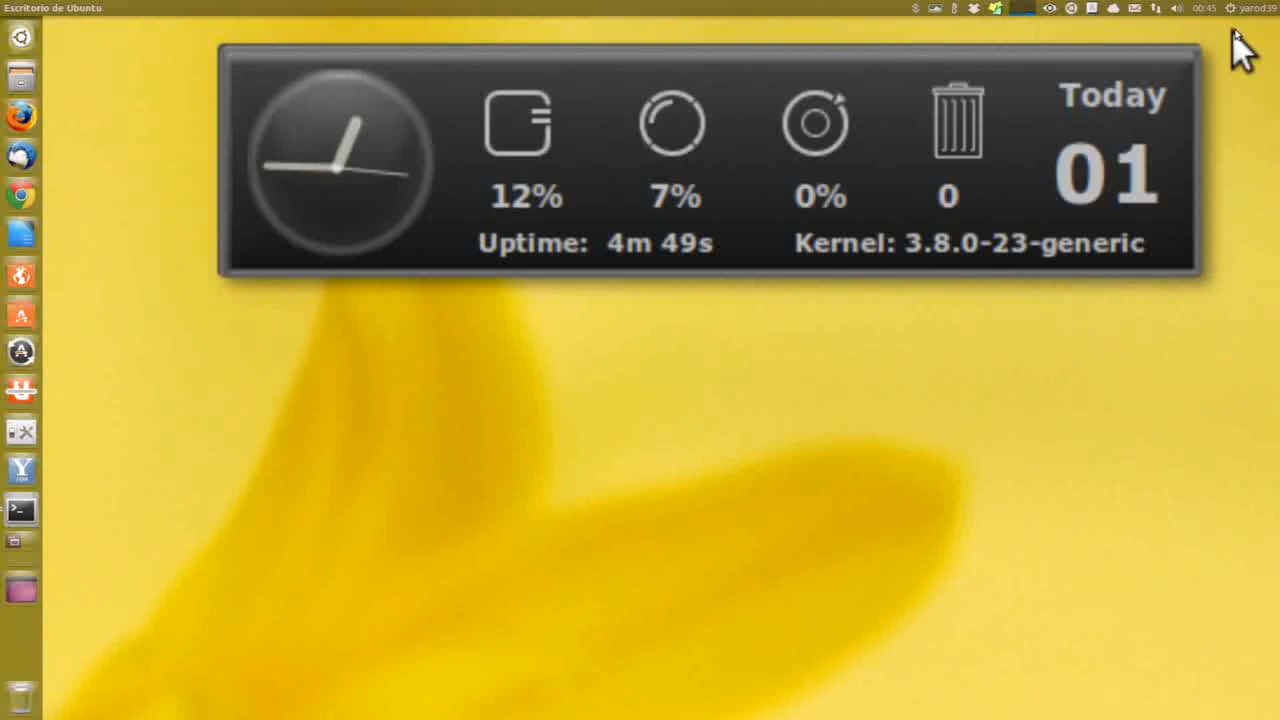 Escritorio de Ubuntu
00:45 yarod39
Today
01
12% 7% 0% 0
Uptime: 4m 49s Kernel: 3.8.0-23-generic